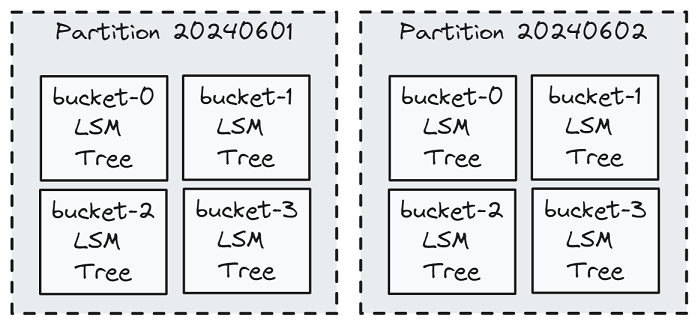 Partition 20240601
bucket-0
LSM
Tree
bucket-1
LSM
Tree
bucket-2
LSM
Tree
bucket-3
LSM
Tree
Partition 20240602
bucket-0
LSM
Tree
bucket-1
LSM
Tree
bucket-2
LSM
Tree
bucket-3
LSM
Tree